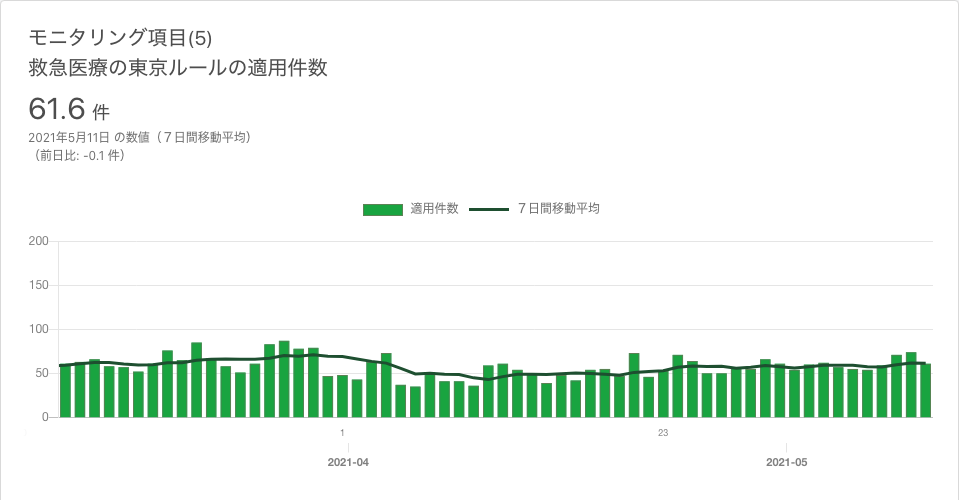 モニタリング項目(5)
救急医療の東京ルールの適用件数
61.6 件
2021年5月11日 の数値（７日間移動平均）
（前日比: -0.1 件）
適用件数 ７日間移動平均
200
150
100
50
0
1 23
2021-04 2021-05